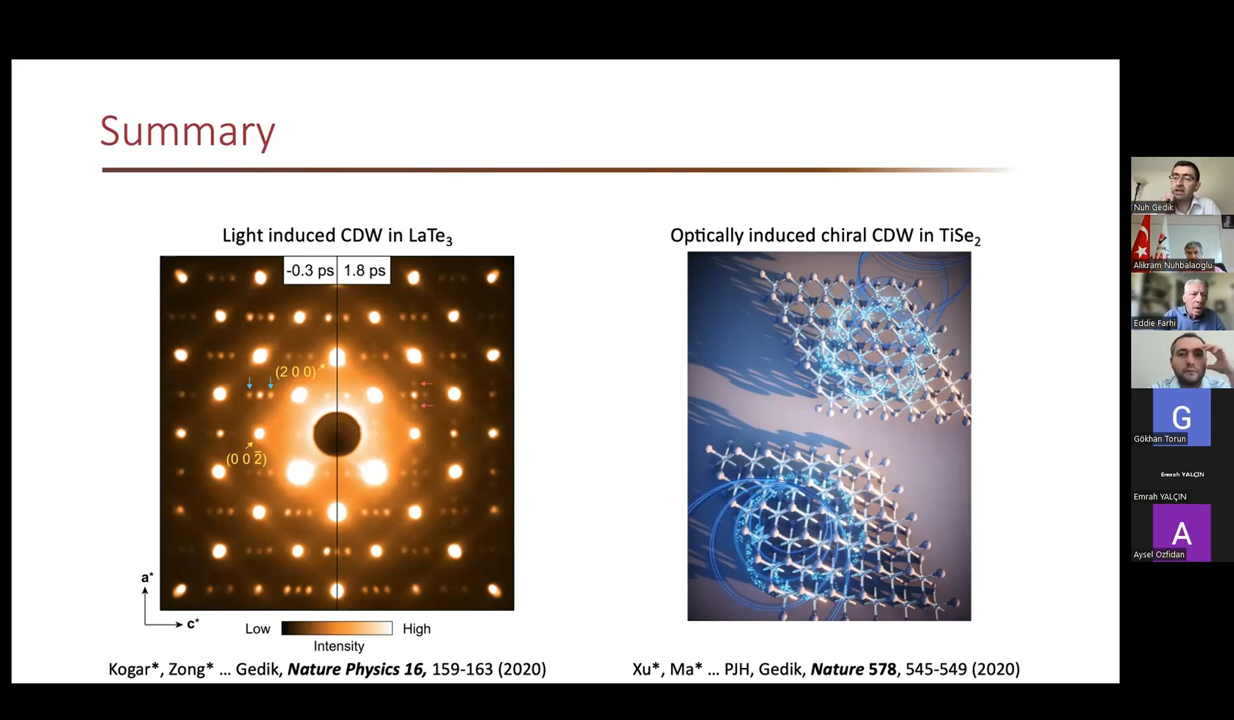 Summary
Light induced CDW in LaTe3
Optically induced chiral CDW in TiSe2
-0.3 ps 1.8 ps
(2 0 0)
(0 0 2̄)
a*
c*
Low High
Intensity
Kogar*, Zong* ... Gedik, Nature Physics 16, 159-163 (2020)
Xu*, Ma* ... PJH, Gedik, Nature 578, 545-549 (2020)
Nuh Gedik
Alikram Nuhbalaoglu
Eddie Farhi
G
Gökhan Torun
Emrah YALÇIN
Emrah YALÇIN
A
Aysel Ozfidan